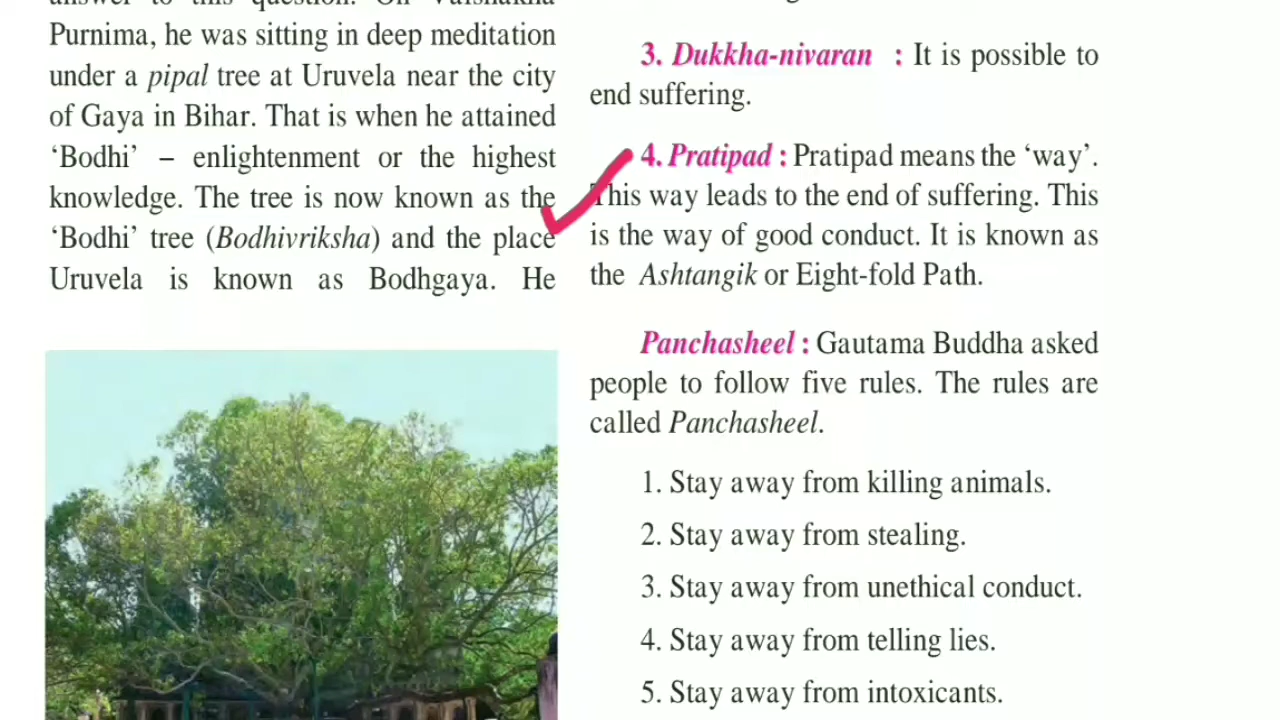 answer to this question. On Vaishakha
Purnima, he was sitting in deep meditation
under a pipal tree at Uruvela near the city
of Gaya in Bihar. That is when he attained
‘Bodhi’ – enlightenment or the highest
knowledge. The tree is now known as the
‘Bodhi’ tree (Bodhivriksha) and the place
Uruvela is known as Bodhgaya. He
3. Dukkha-nivaran : It is possible to
end suffering.
4. Pratipad : Pratipad means the ‘way’.
This way leads to the end of suffering. This
is the way of good conduct. It is known as
the Ashtangik or Eight-fold Path.
Panchasheel : Gautama Buddha asked
people to follow five rules. The rules are
called Panchasheel.
1. Stay away from killing animals.
2. Stay away from stealing.
3. Stay away from unethical conduct.
4. Stay away from telling lies.
5. Stay away from intoxicants.